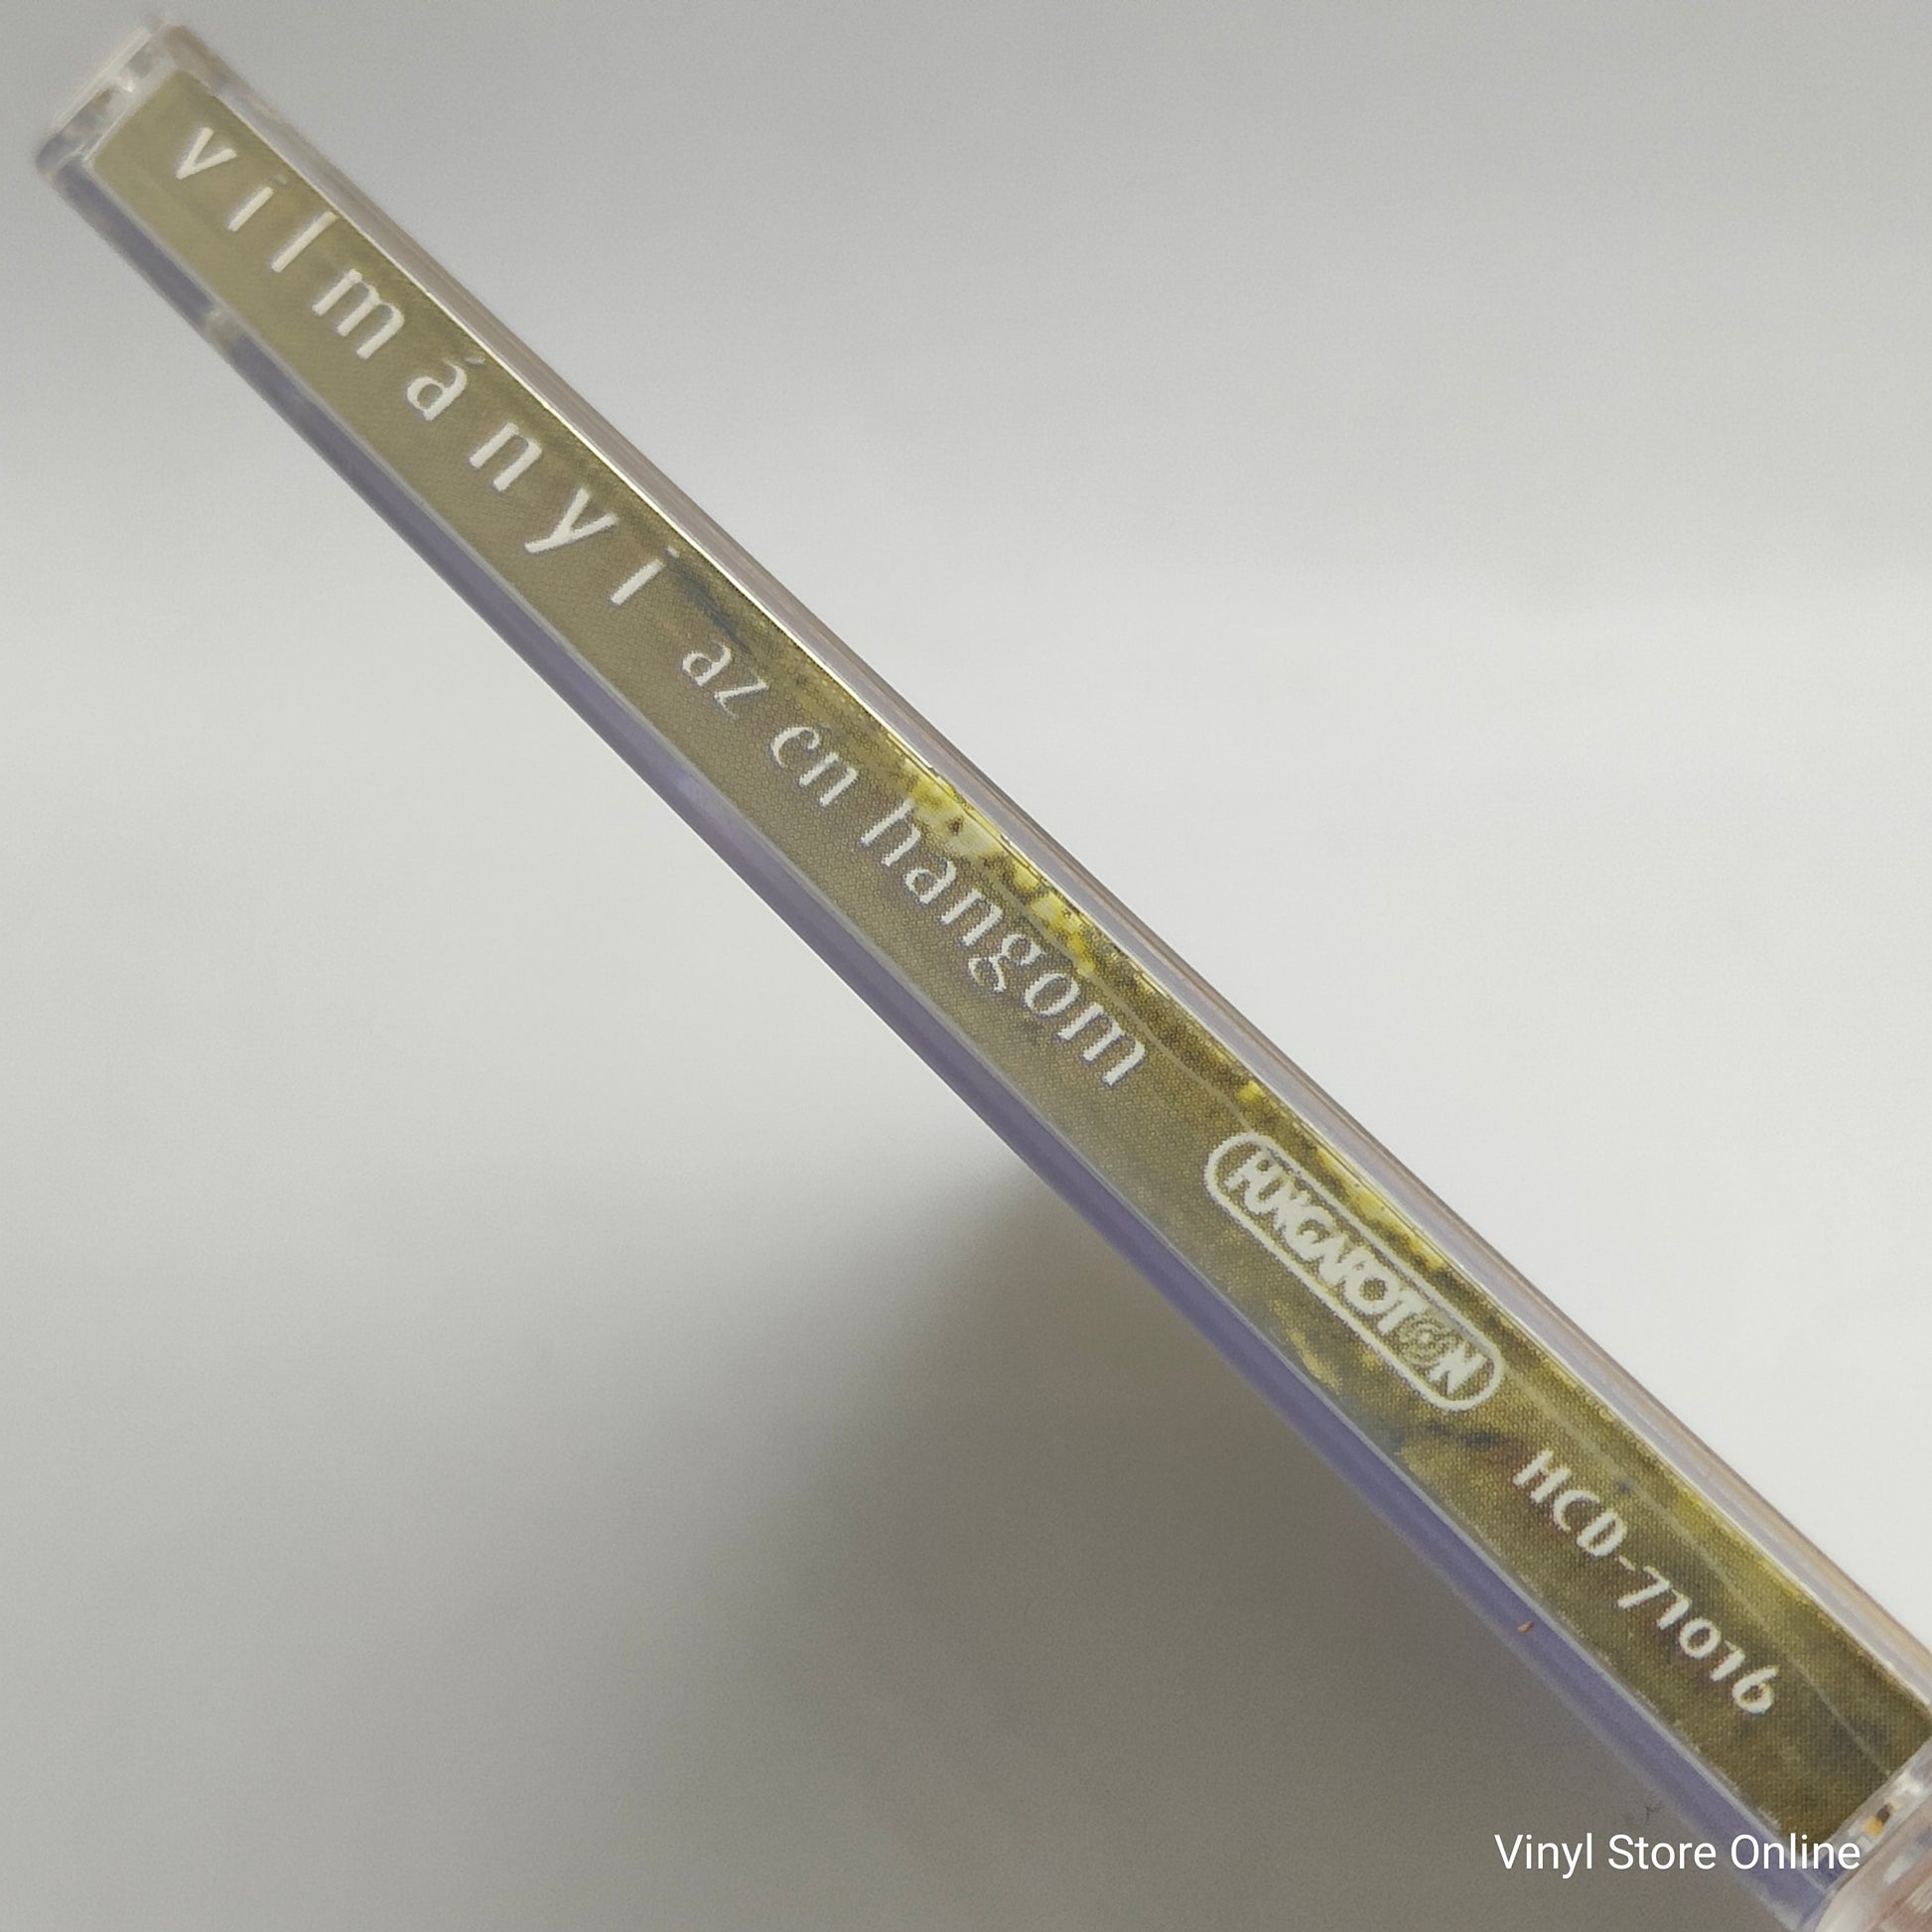 vilmányi az én hangom HUNGAROTON HCD-71016
Vinyl Store Online